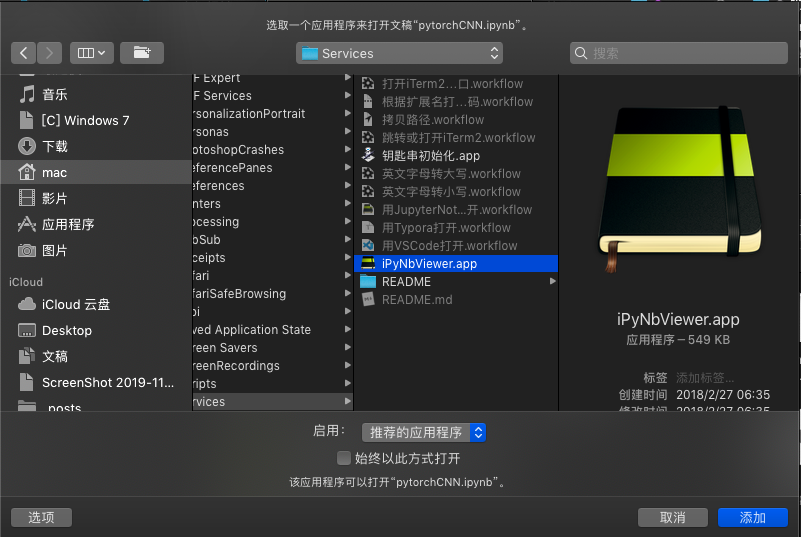 选取一个应用程序来打开文稿“pytorchCNN.ipynb”。
Services
搜索
音乐
[C] Windows 7
下载
mac
影片
应用程序
图片
iCloud
iCloud 云盘
Desktop
文稿
ScreenShot 2019-11...
_posts
F Expert
F Services
rsonalizationPortrait
rsonas
otoshopCrashes
eferencePanes
eferences
nters
ocessing
bSub
ceipts
fari
fariSafeBrowsing
ved Application State
reen Savers
reenRecordings
ripts
rvices
打开iTerm2...口.workflow
根据扩展名打...码.workflow
拷贝路径.workflow
跳转或打开iTerm2.workflow
钥匙串初始化.app
英文字母转大写.workflow
英文字母转小写.workflow
用JupyterNot...开.workflow
用Typora打开.workflow
用VSCode打开.workflow
iPyNbViewer.app
README
README.md
iPyNbViewer.app
应用程序 – 549 KB
标签 添加标签...
创建时间 2018/2/27 06:35
修改时间 2018/2/27 06:35
启用： 推荐的应用程序
始终以此方式打开
该应用程序可以打开“pytorchCNN.ipynb”。
选项
取消
添加